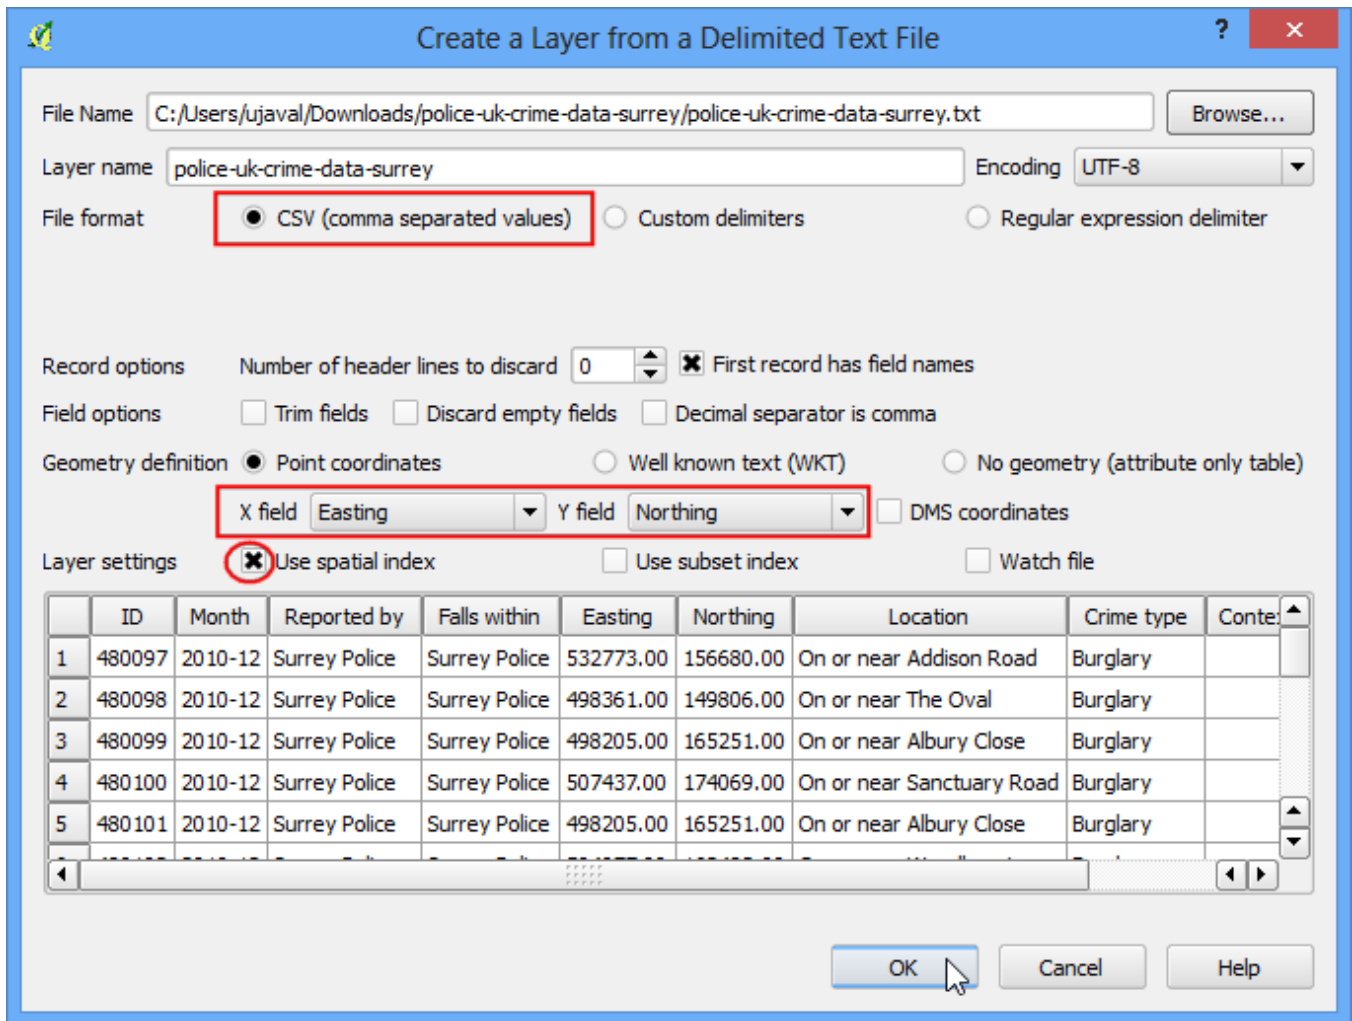 Create a Layer from a Delimited Text File ? ×
File Name C:/Users/ujaval/Downloads/police-uk-crime-data-surrey/police-uk-crime-data-surrey.txt Browse...
Layer name police-uk-crime-data-surrey Encoding UTF-8
File format CSV (comma separated values) Custom delimiters Regular expression delimiter
Record options Number of header lines to discard 0 First record has field names
Field options Trim fields Discard empty fields Decimal separator is comma
Geometry definition Point coordinates Well known text (WKT) No geometry (attribute only table)
X field Easting Y field Northing DMS coordinates
Layer settings Use spatial index Use subset index Watch file
ID Month Reported by Falls within Easting Northing Location Crime type Contex
1 480097 2010-12 Surrey Police Surrey Police 532773.00 156680.00 On or near Addison Road Burglary
2 480098 2010-12 Surrey Police Surrey Police 498361.00 149806.00 On or near The Oval Burglary
3 480099 2010-12 Surrey Police Surrey Police 498205.00 165251.00 On or near Albury Close Burglary
4 480100 2010-12 Surrey Police Surrey Police 507437.00 174069.00 On or near Sanctuary Road Burglary
5 480101 2010-12 Surrey Police Surrey Police 498205.00 165251.00 On or near Albury Close Burglary
OK Cancel Help